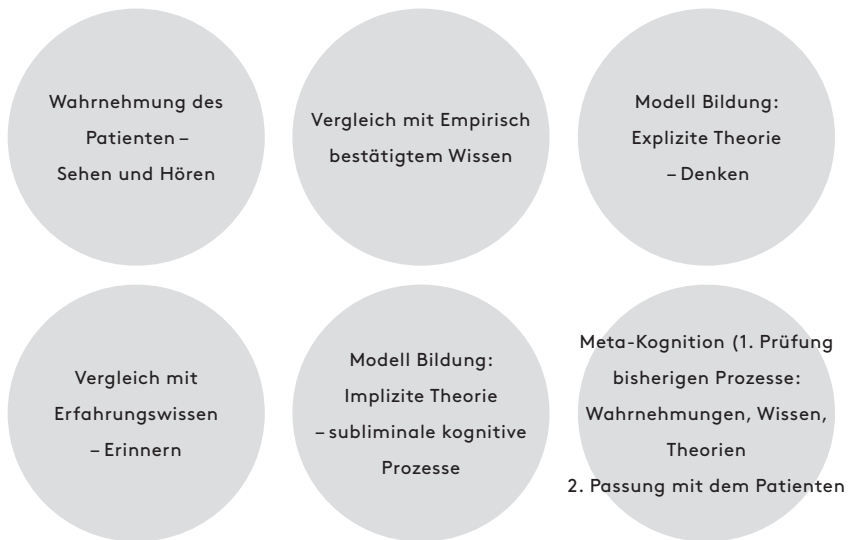 Wahrnehmung des
Patienten –
Sehen und Hören
Vergleich mit Empirisch
bestätigtem Wissen
Modell Bildung:
Explizite Theorie
– Denken
Vergleich mit
Erfahrungswissen
– Erinnern
Modell Bildung:
Implizite Theorie
– subliminale kognitive
Prozesse
Meta-Kognition (1. Prüfung
bisherigen Prozesse:
Wahrnehmungen, Wissen,
Theorien
2. Passung mit dem Patienten